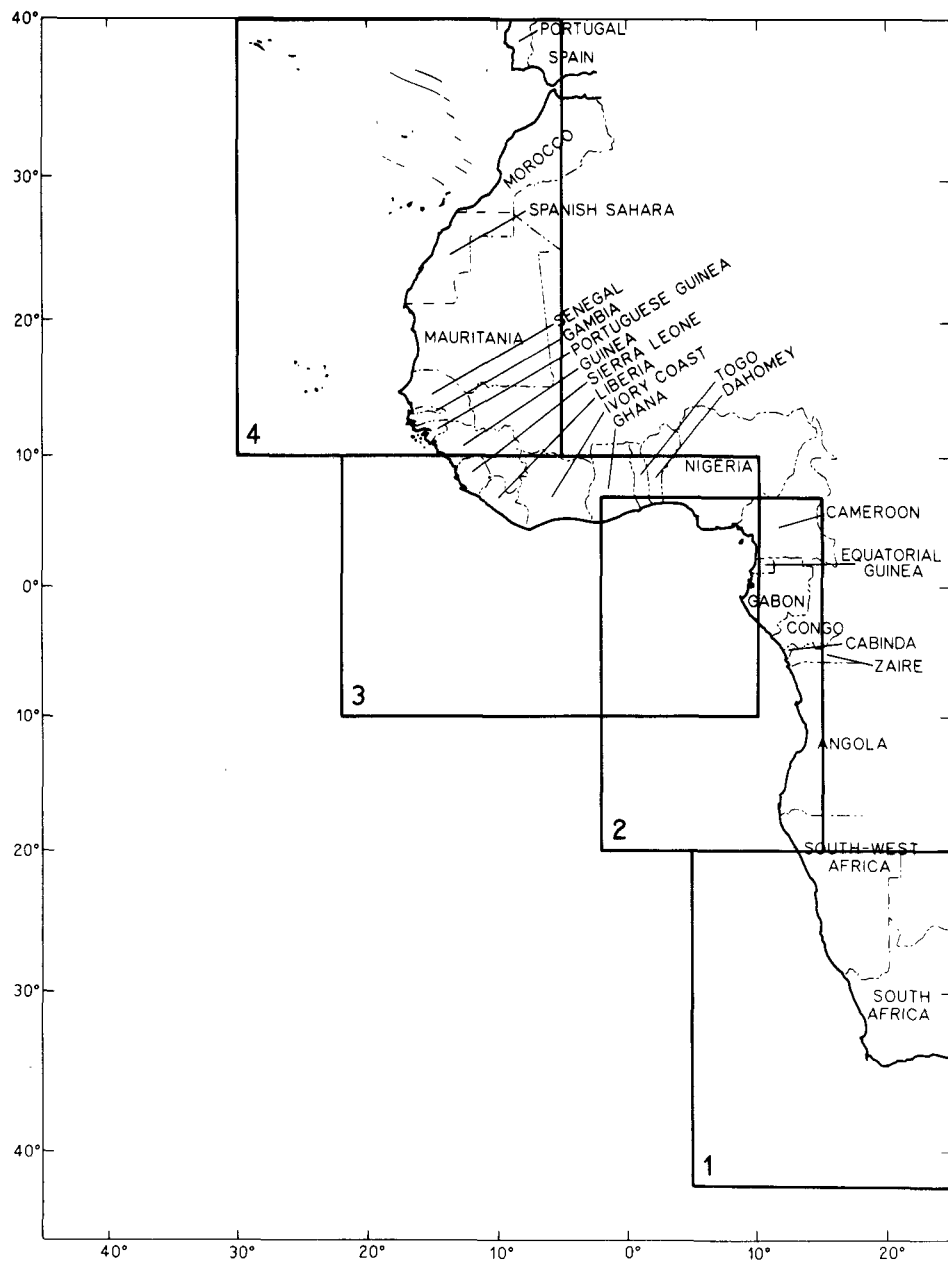 40°
PORTUGAL
SPAIN
MOROCCO
30°
SPANISH SAHARA
20°
MAURITANIA
SENEGAL
GAMBIA
PORTUGUESE GUINEA
GUINEA
SIERRA LEONE
LIBERIA
IVORY COAST
GHANA
TOGO
DAHOMEY
4
10°
NIGERIA
CAMEROON
EQUATORIAL
GUINEA
0°
GABON
CONGO
CABINDA
ZAIRE
3
10°
ANGOLA
2
20°
SOUTH-WEST
AFRICA
30°
SOUTH
AFRICA
40°
1
40°
30°
20°
10°
0°
10°
20°